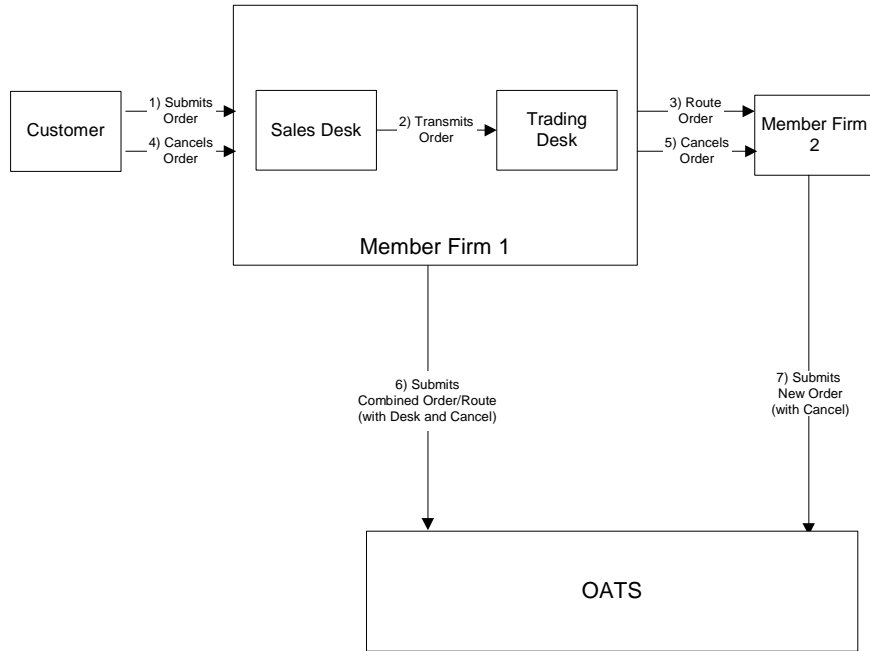 Customer
1) Submits
Order
4) Cancels
Order
Sales Desk
2) Transmits
Order
Trading
Desk
Member Firm 1
3) Route
Order
5) Cancels
Order
Member Firm
2
6) Submits
Combined Order/Route
(with Desk and Cancel)
7) Submits
New Order
(with Cancel)
OATS